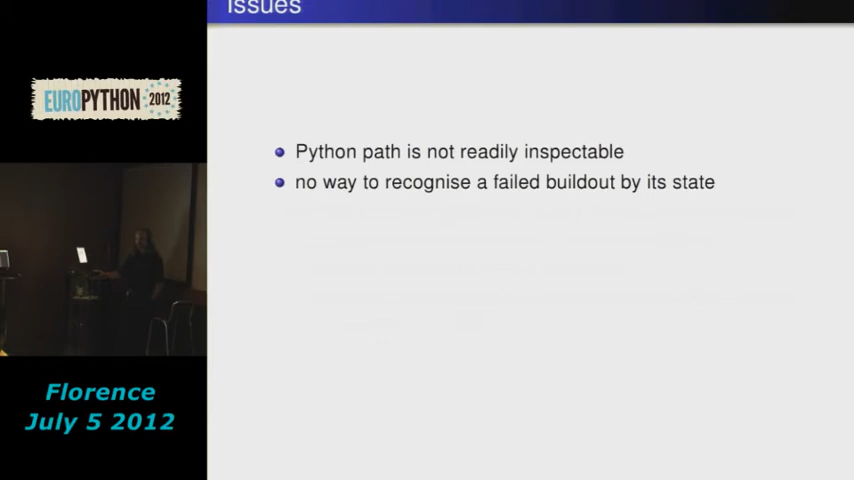 Issues
EUROPYTHON 2012
Python path is not readily inspectable
no way to recognise a failed buildout by its state
Florence
July 5 2012